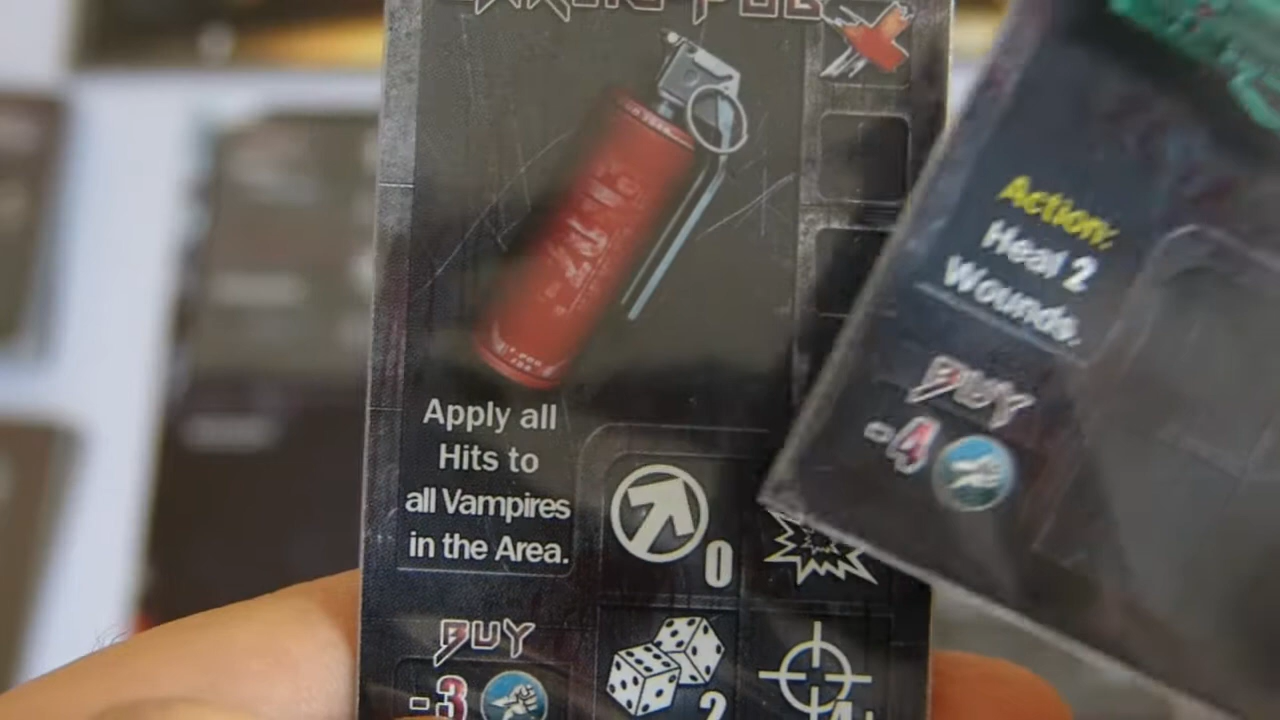 Apply all
Hits to
all Vampires
in the Area.
0
BUY
-3
2
4+
Action:
Heal 2
Wounds.
BUY
-4